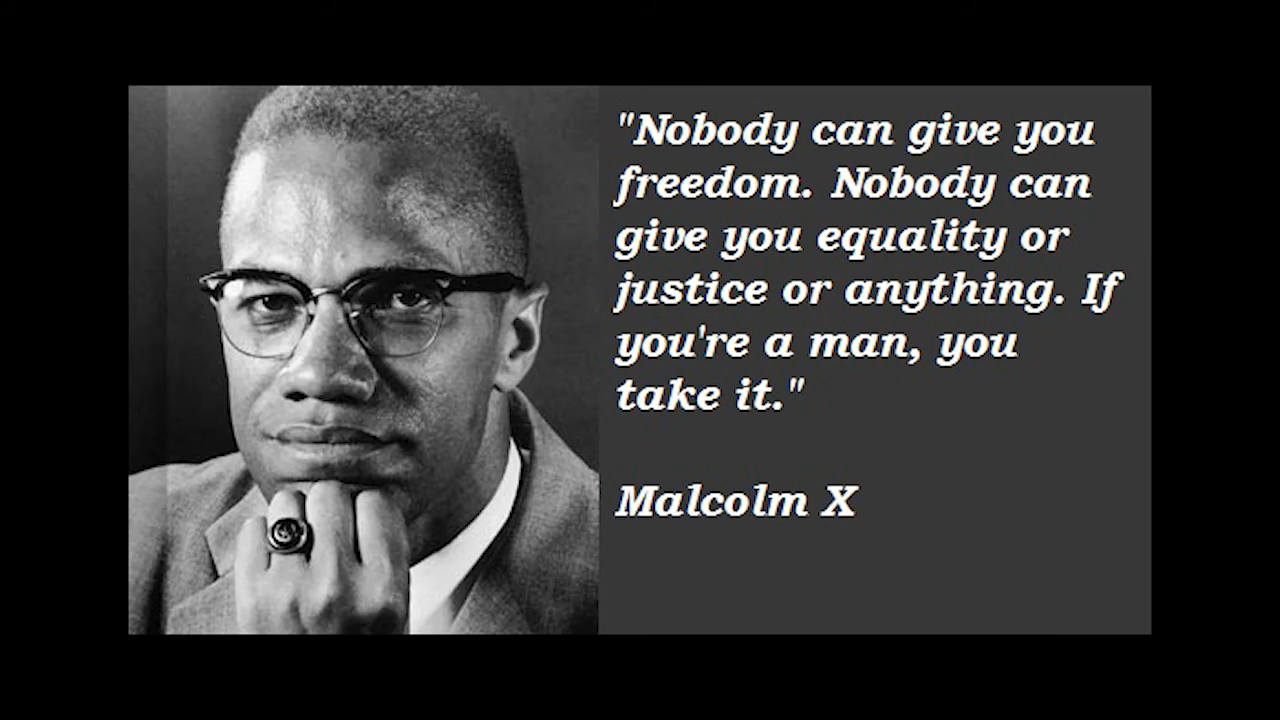 "Nobody can give you
freedom. Nobody can
give you equality or
justice or anything. If
you're a man, you
take it."
Malcolm X